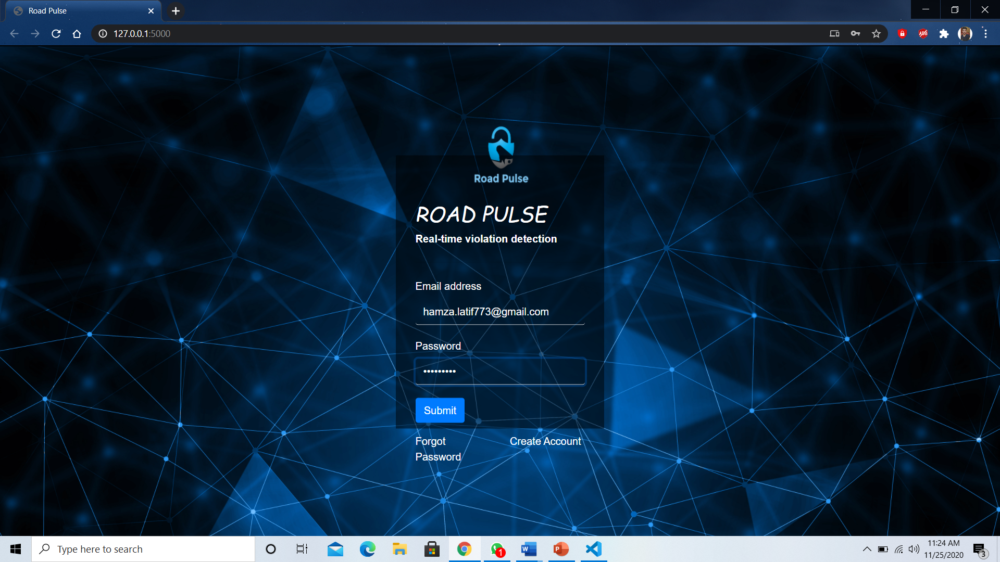 Road Pulse
127.0.0.1:5000
ABP
Road Pulse
ROAD PULSE
Real-time violation detection
Email address
hamza.latif773@gmail.com
Password
•••••••••
Submit
Forgot Password
Create Account
Type here to search
1
W
P
11:24 AM
11/25/2020
3